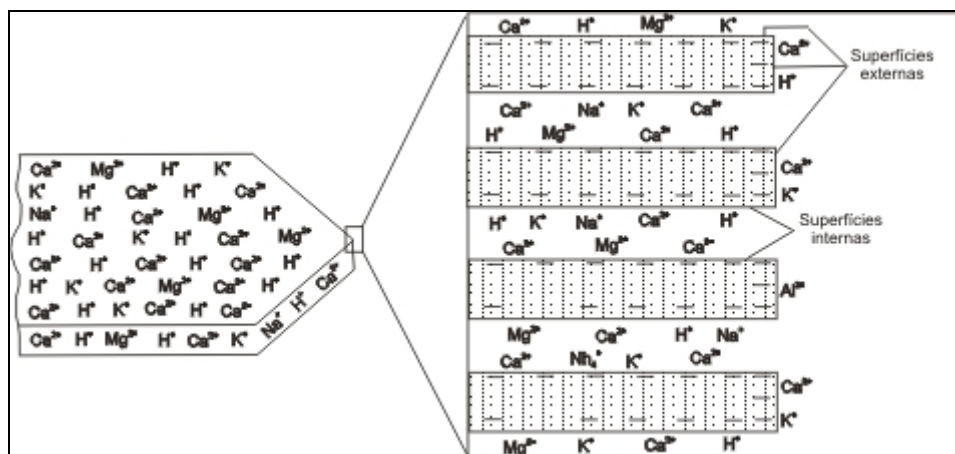 Ca²⁺ Mg²⁺ H⁺ K⁺
K⁺ H⁺ Ca²⁺ H⁺ Ca²⁺
Na⁺ H⁺ Ca²⁺ Mg²⁺ H⁺
H⁺ Ca²⁺ K⁺ H⁺ Ca²⁺ Mg²⁺
Ca²⁺ H⁺ Ca²⁺ H⁺ Ca²⁺ H⁺
H⁺ K⁺ Ca²⁺ Mg²⁺ Ca²⁺ H⁺
Ca²⁺ H⁺ K⁺ Ca²⁺ H⁺ Ca²⁺
Ca²⁺ H⁺ Mg²⁺ H⁺ Ca²⁺ K⁺
Na⁺ H⁺ Ca²⁺
Ca²⁺ H⁺ Mg²⁺ K⁺
Ca²⁺
H⁺
Ca²⁺ Na⁺ K⁺ Ca²⁺
H⁺ Mg²⁺ Ca²⁺ H⁺
Ca²⁺
K⁺
H⁺ K⁺ Na⁺ Ca²⁺ H⁺
Ca²⁺ Mg²⁺ Ca²⁺
Al³⁺
Mg²⁺ Ca²⁺ H⁺ Na⁺
Ca²⁺ Nh₄⁺ K⁺ Ca²⁺
Ca²⁺
K⁺
Mg²⁺ K⁺ Ca²⁺ H⁺
Superfícies
externas
Superfícies
internas